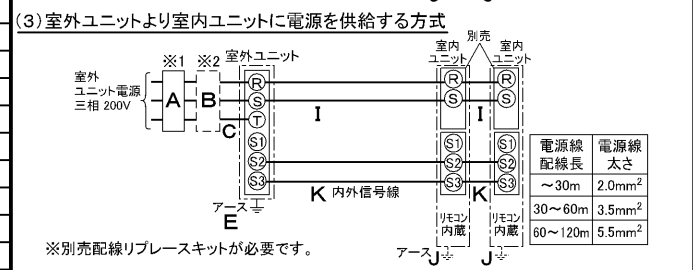 (3)室外ユニットより室内ユニットに電源を供給する方式
別売
※1 ※2 室外ユニット 室内ユニット 室内ユニット
室外ユニット電源 三相 200V
A B C
R S T S1 S2 S3
I
R S S1 S2 S3
I
R S S1 S2 S3
K 内外信号線 K
アース E
リモコン内蔵 リモコン内蔵
アース J J
※別売配線リプレースキットが必要です。
電源線配線長 電源線太さ
~30m 2.0mm²
30~60m 3.5mm²
60~120m 5.5mm²